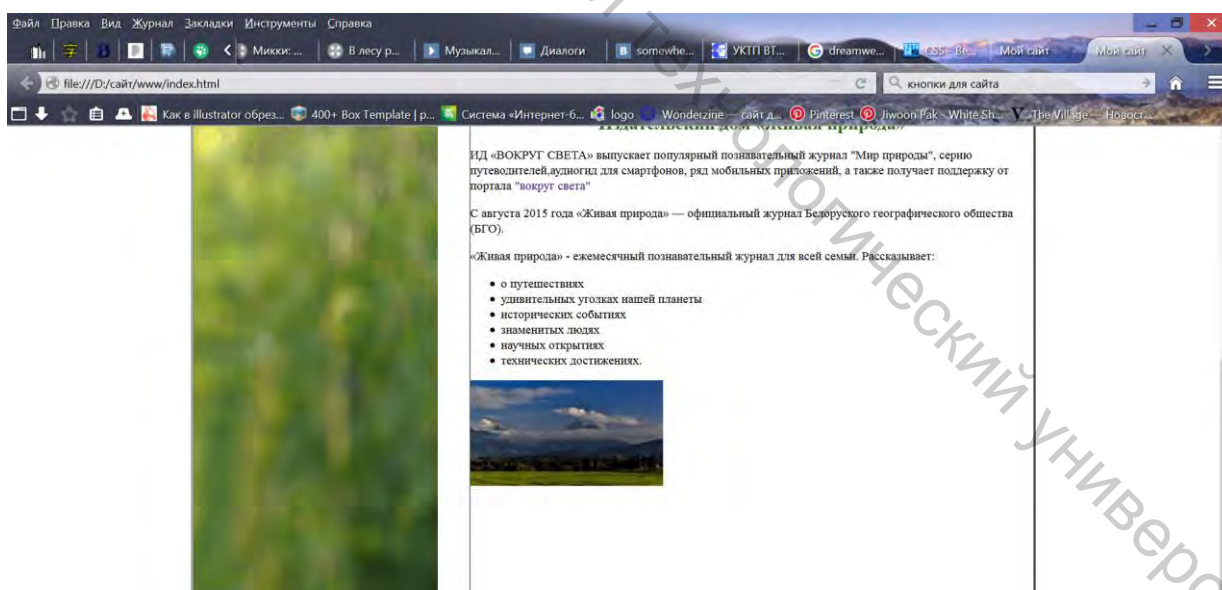 Файл Правка Вид Журнал Закладки Инструменты Справка
Микки: ... В лесу р... Музыкал... Диалоги somewhe... УКТП ВТ... dreamwe... CSS Be... Мой сайт Мой сайт
file:///D:/сайт/www/index.html кнопки для сайта
Как в illustrator обрез... 400+ Box Template | p... Система «Интернет-б... logo Wonderzine — сайт д... Pinterest Jiwoon Pak - White Sh... The Village — Новост...
Издательский дом «Живая природа»
ИД «ВОКРУГ СВЕТА» выпускает популярный познавательный журнал "Мир природы", серию
путеводителей,аудиогид для смартфонов, ряд мобильных приложений, а также получает поддержку от
портала "вокруг света"
С августа 2015 года «Живая природа» — официальный журнал Белоруского географического общества
(БГО).
«Живая природа» - ежемесячный познавательный журнал для всей семьи. Рассказывает:
о путешествиях
удивительных уголках нашей планеты
исторических событиях
знаменитых людях
научных открытиях
технических достижениях.
технологический универс